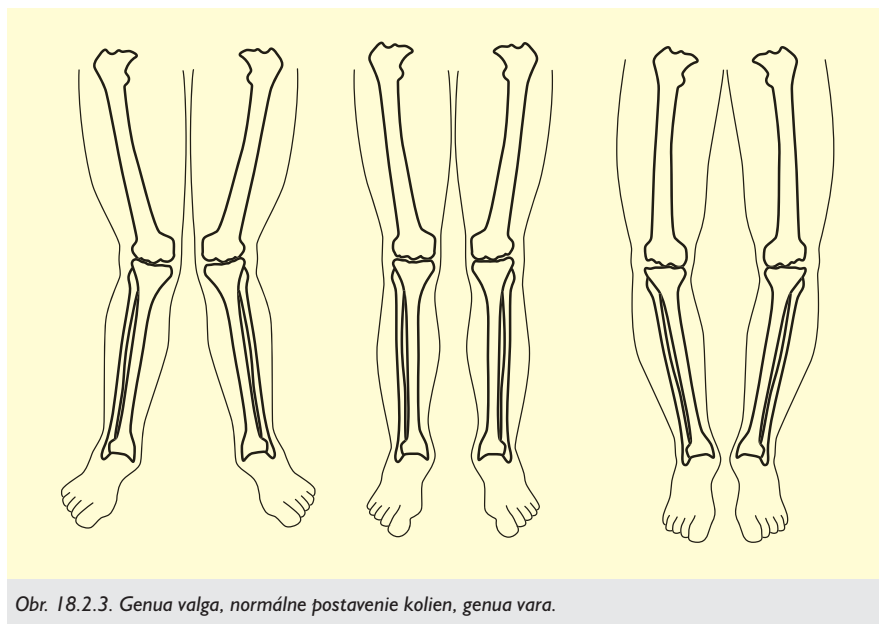 Obr. 18.2.3. Genua valga, normálne postavenie kolien, genua vara.